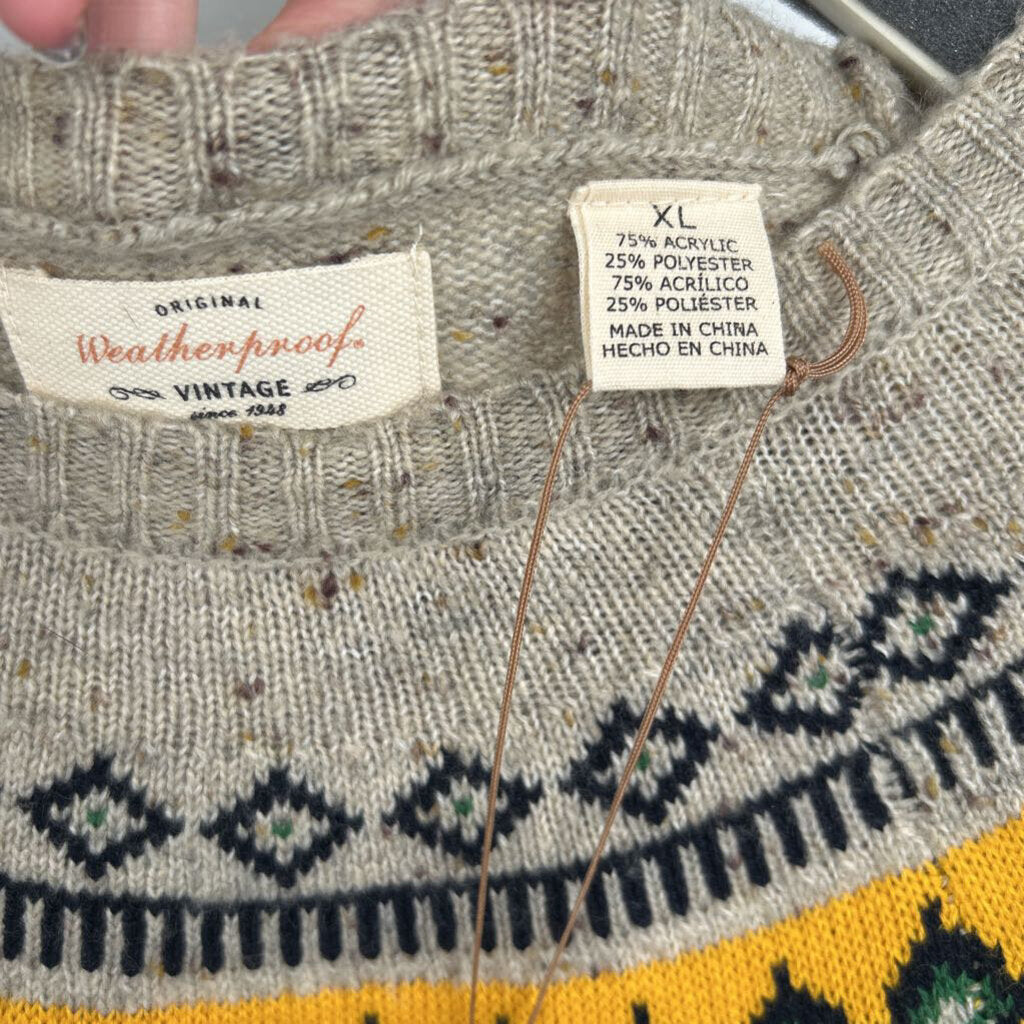 ORIGINAL
Weatherproof®
VINTAGE
since 1948
XL
75% ACRYLIC
25% POLYESTER
75% ACRÍLICO
25% POLIÉSTER
MADE IN CHINA
HECHO EN CHINA